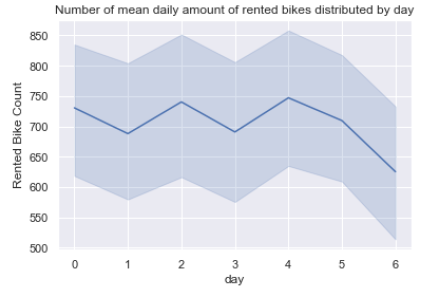 Number of mean daily amount of rented bikes distributed by day
850
800
750
700
650
600
550
500
Rented Bike Count
0 1 2 3 4 5 6
day